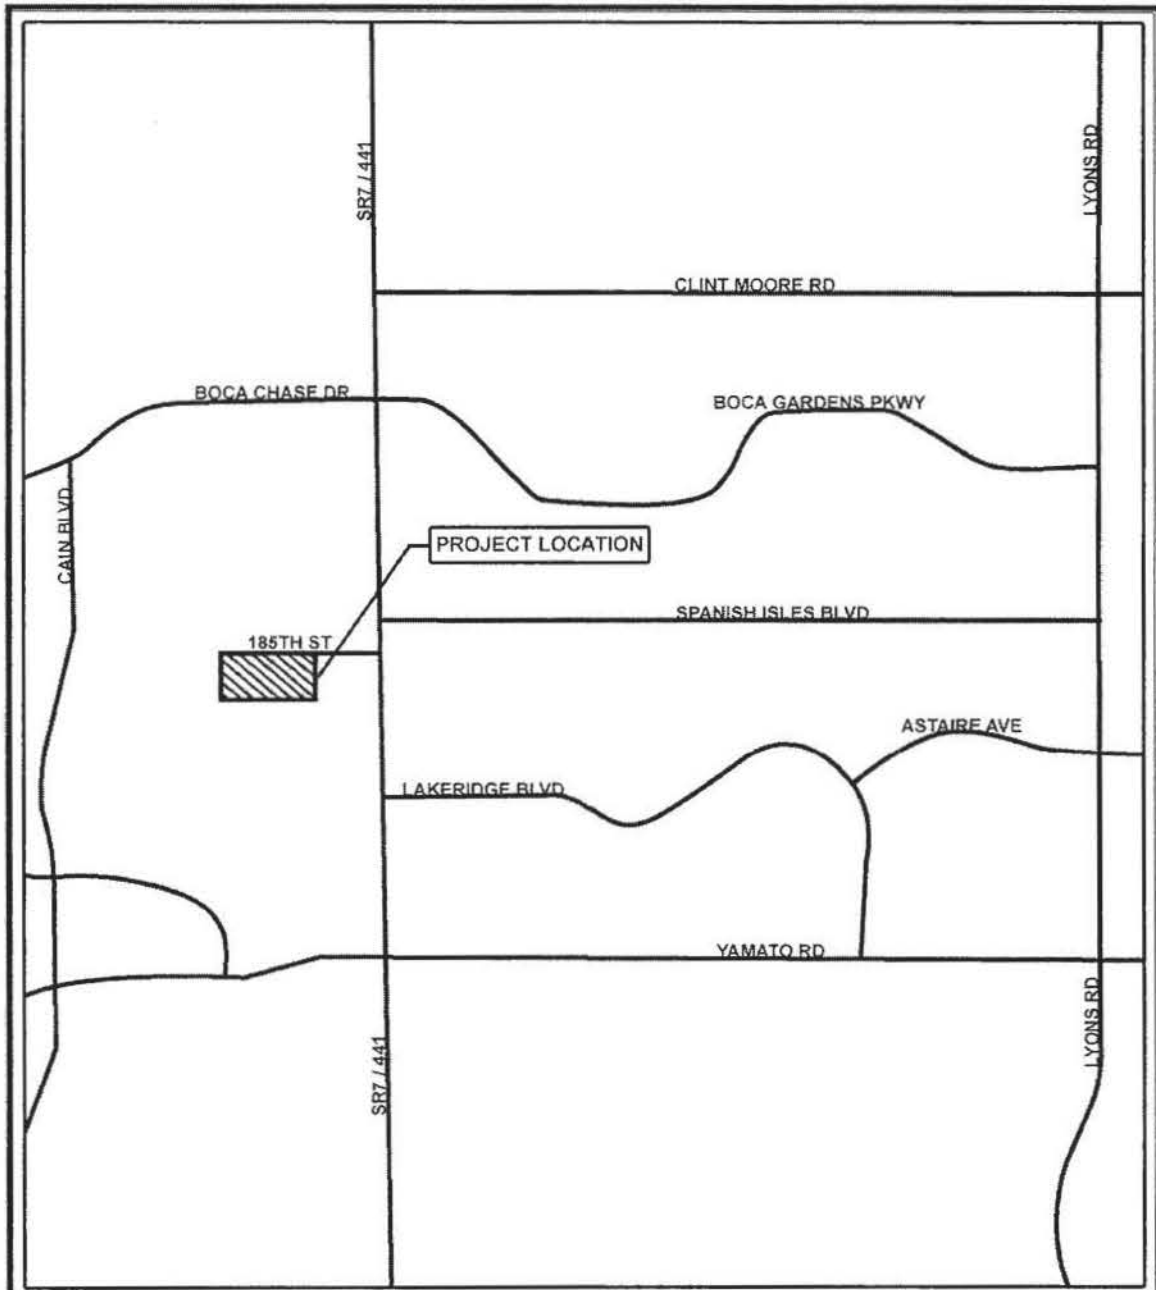 SR7 / 441
LYONS RD
CLINT MOORE RD
BOCA CHASE DR
BOCA GARDENS PKWY
CAIN BLVD
PROJECT LOCATION
SPANISH ISLES BLVD
185TH ST
ASTAIRE AVE
LAKERIDGE BLVD
YAMATO RD
LYONS RD
SR7 / 441